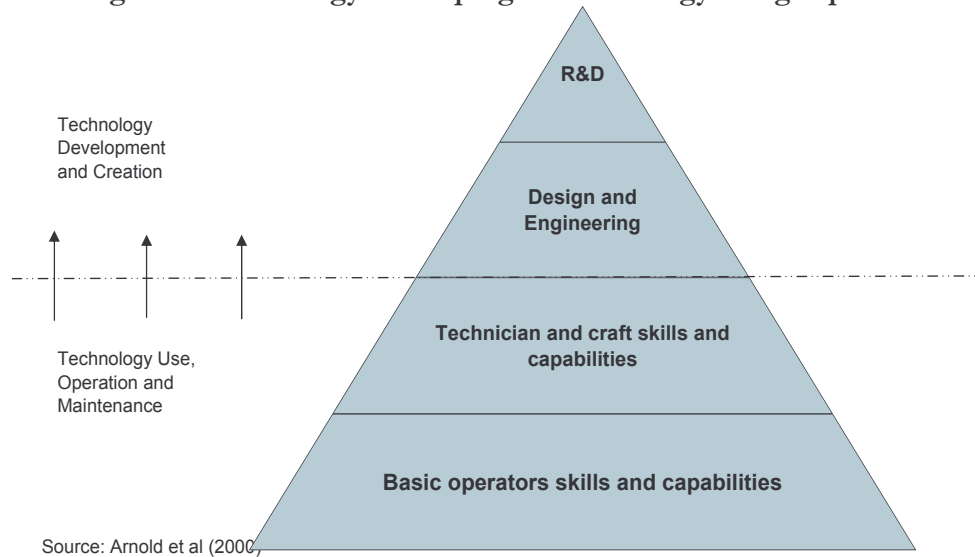 R&D
Technology
Development
and Creation
Design and
Engineering
Technician and craft skills and
capabilities
Technology Use,
Operation and
Maintenance
Basic operators skills and capabilities
Source: Arnold et al (2000)